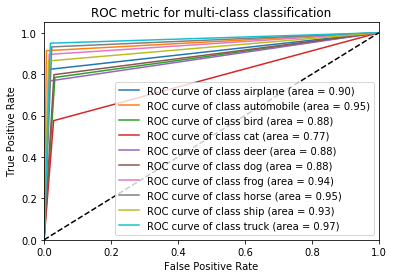 ROC metric for multi-class classification
True Positive Rate
1.0
0.8
0.6
0.4
0.2
0.0
ROC curve of class airplane (area = 0.90)
ROC curve of class automobile (area = 0.95)
ROC curve of class bird (area = 0.88)
ROC curve of class cat (area = 0.77)
ROC curve of class deer (area = 0.88)
ROC curve of class dog (area = 0.88)
ROC curve of class frog (area = 0.94)
ROC curve of class horse (area = 0.95)
ROC curve of class ship (area = 0.93)
ROC curve of class truck (area = 0.97)
0.0 0.2 0.4 0.6 0.8 1.0
False Positive Rate